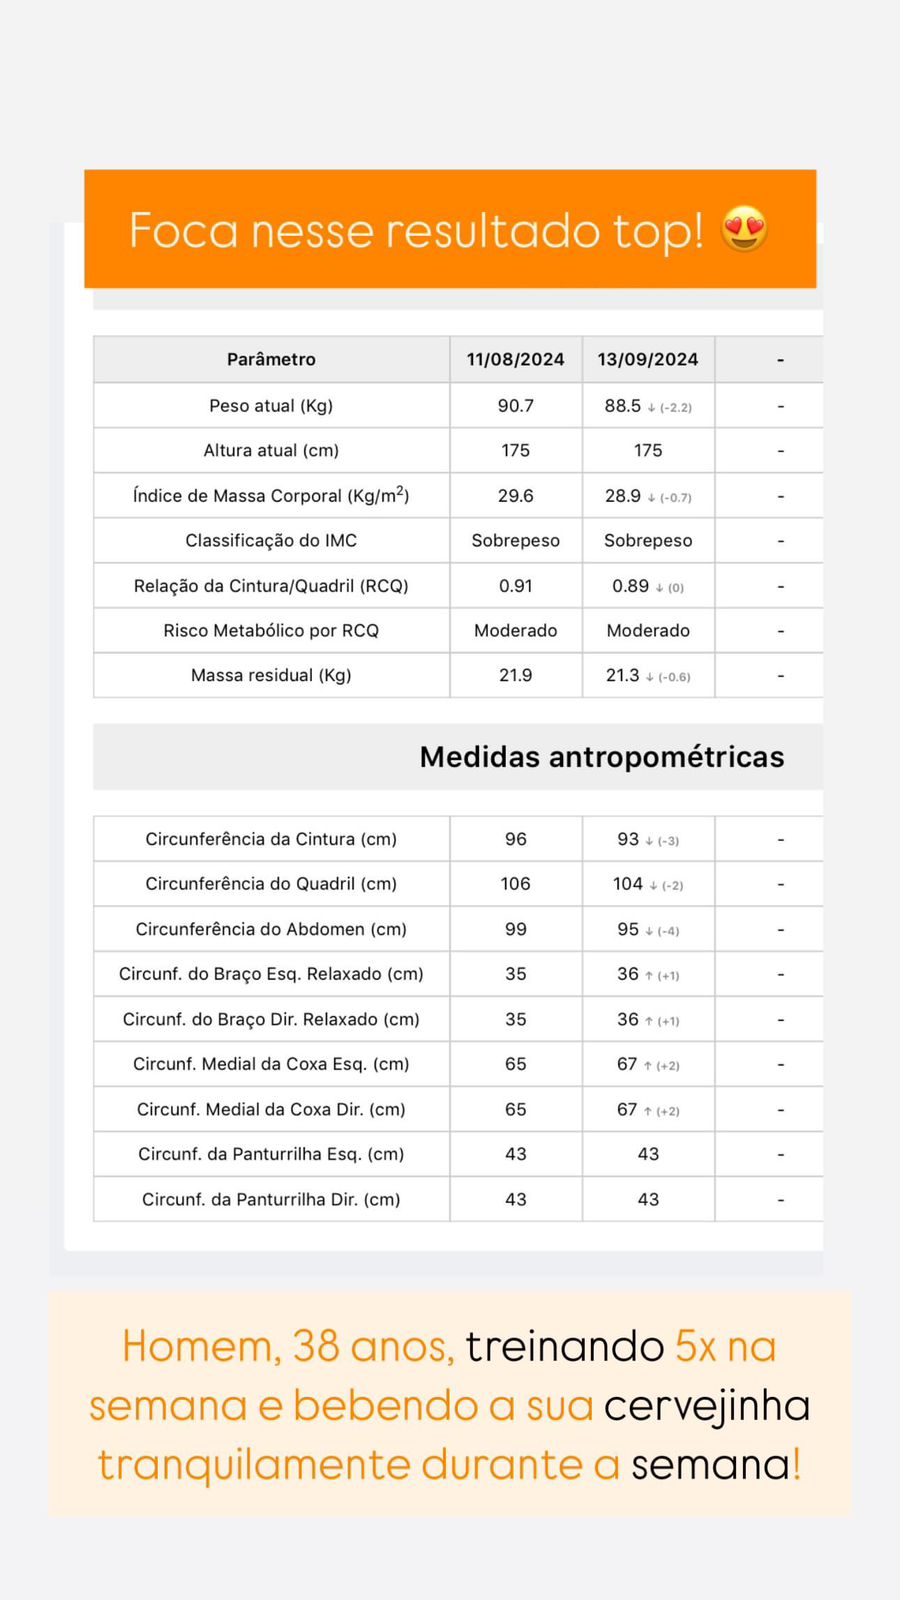 Foca nesse resultado top! 😍
Parâmetro 11/08/2024 13/09/2024 -
Peso atual (Kg) 90.7 88.5 ↓ (-2.2) -
Altura atual (cm) 175 175 -
Índice de Massa Corporal (Kg/m²) 29.6 28.9 ↓ (-0.7) -
Classificação do IMC Sobrepeso Sobrepeso -
Relação da Cintura/Quadril (RCQ) 0.91 0.89 ↓ (0) -
Risco Metabólico por RCQ Moderado Moderado -
Massa residual (Kg) 21.9 21.3 ↓ (-0.6) -
Medidas antropométricas
Circunferência da Cintura (cm) 96 93 ↓ (-3) -
Circunferência do Quadril (cm) 106 104 ↓ (-2) -
Circunferência do Abdomen (cm) 99 95 ↓ (-4) -
Circunf. do Braço Esq. Relaxado (cm) 35 36 ↑ (+1) -
Circunf. do Braço Dir. Relaxado (cm) 35 36 ↑ (+1) -
Circunf. Medial da Coxa Esq. (cm) 65 67 ↑ (+2) -
Circunf. Medial da Coxa Dir. (cm) 65 67 ↑ (+2) -
Circunf. da Panturrilha Esq. (cm) 43 43 -
Circunf. da Panturrilha Dir. (cm) 43 43 -
Homem, 38 anos, treinando 5x na
semana e bebendo a sua cervejinha
tranquilamente durante a semana!